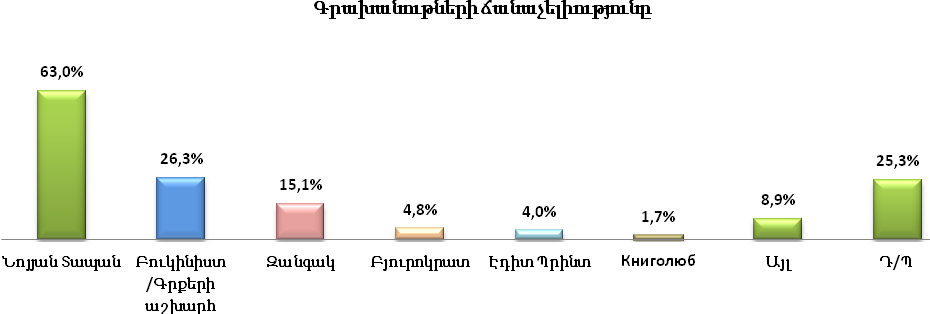 Գրախանութների ճանաչելիությունը
63,0%
26,3%
15,1%
4,8%
4,0%
1,7%
8,9%
25,3%
Նոյյան Տապան
Բուկինիստ
/Գրքերի
աշխարհ
Զանգակ
Բյուրոկրատ
Էդիտ Պրինտ
Книголюб
Այլ
Դ/Պ